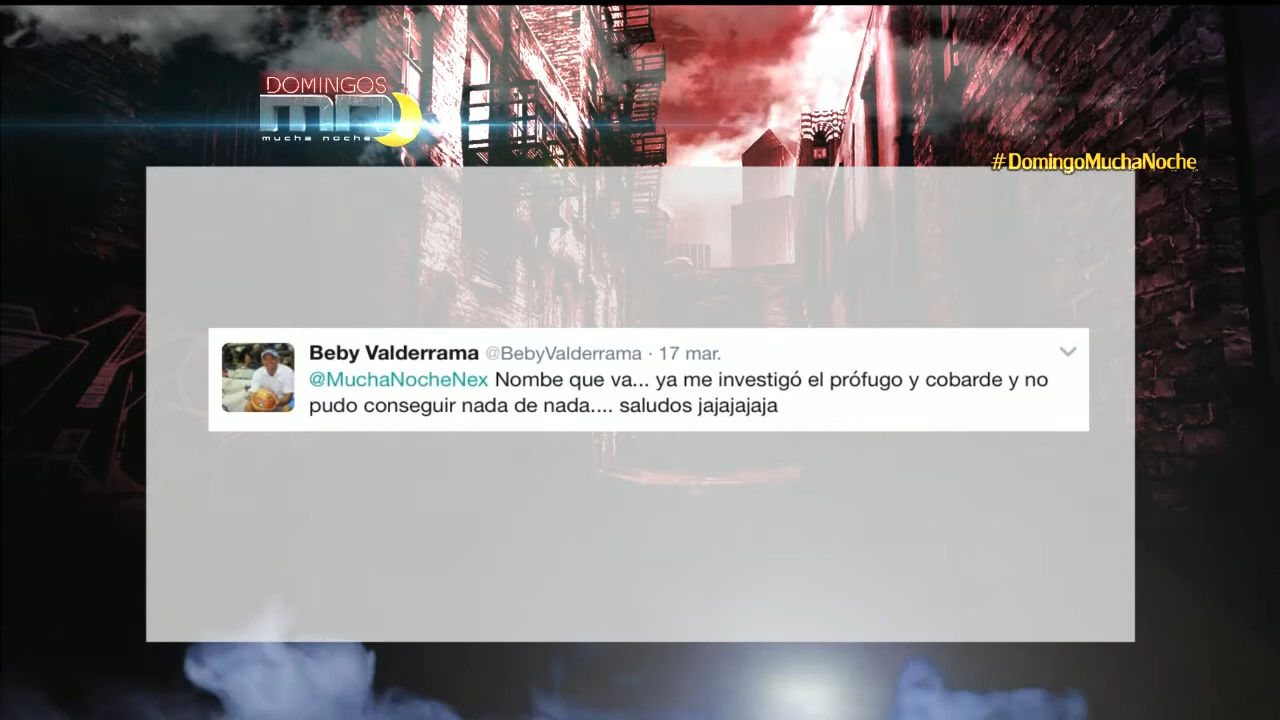 DOMINGOS
MN
mucha noche
#DomingoMuchaNoche
Beby Valderrama @BebyValderrama · 17 mar.
@MuchaNocheNex Nombe que va... ya me investigó el prófugo y cobarde y no
pudo conseguir nada de nada.... saludos jajajajaja